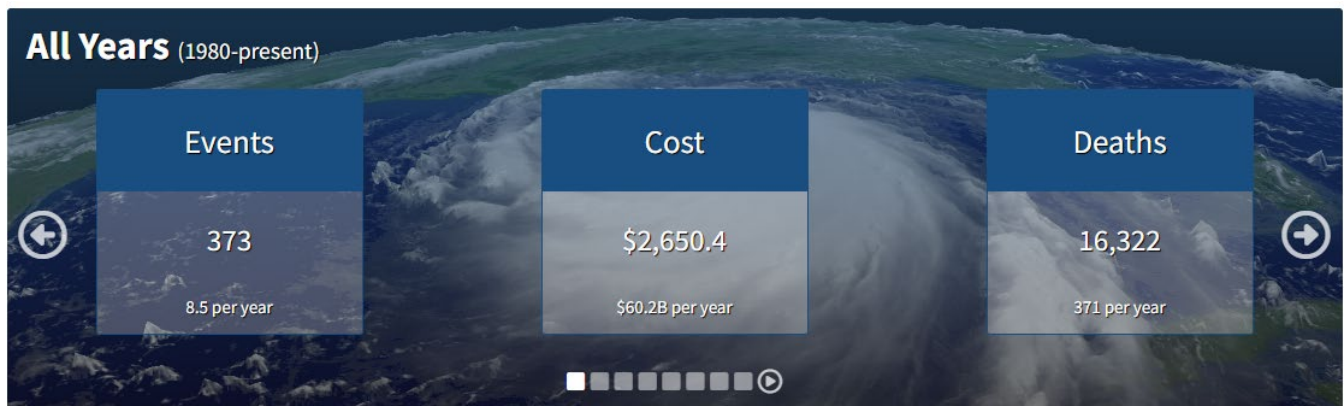 All Years (1980-present)
Events
373
8.5 per year
Cost
$2,650.4
$60.2B per year
Deaths
16,322
371 per year